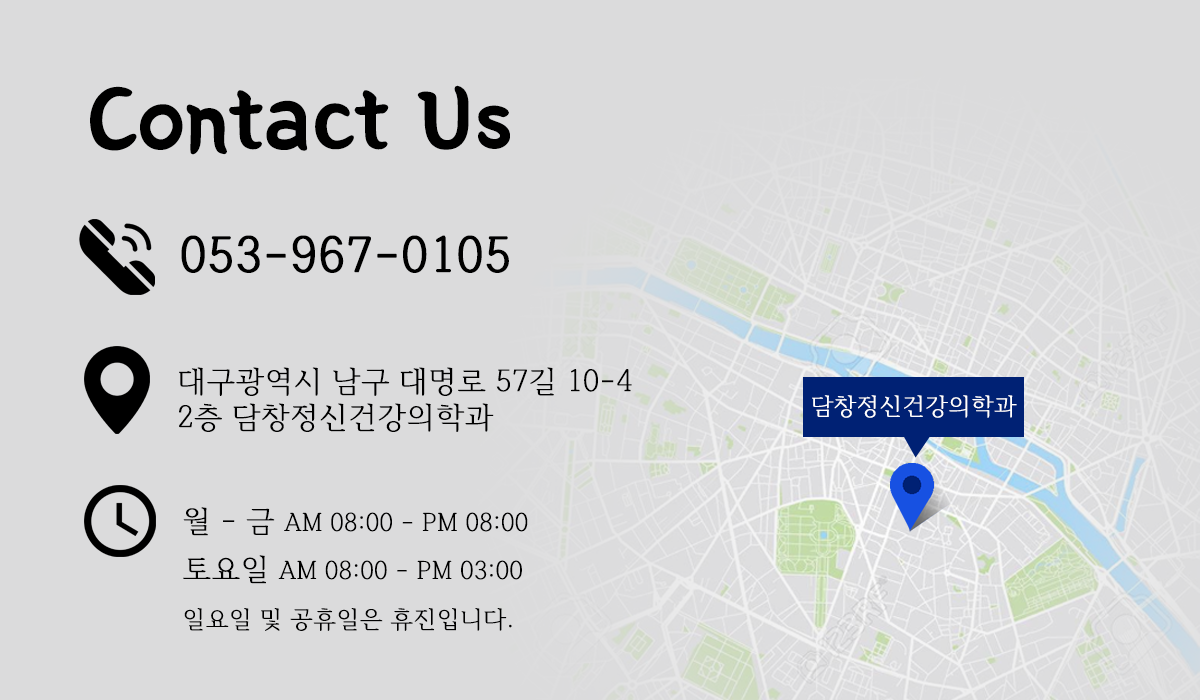 Contact Us
053-967-0105
대구광역시 남구 대명로 57길 10-4
2층 담창정신건강의학과
담창정신건강의학과
월 - 금 AM 08:00 - PM 08:00
토요일 AM 08:00 - PM 03:00
일요일 및 공휴일은 휴진입니다.